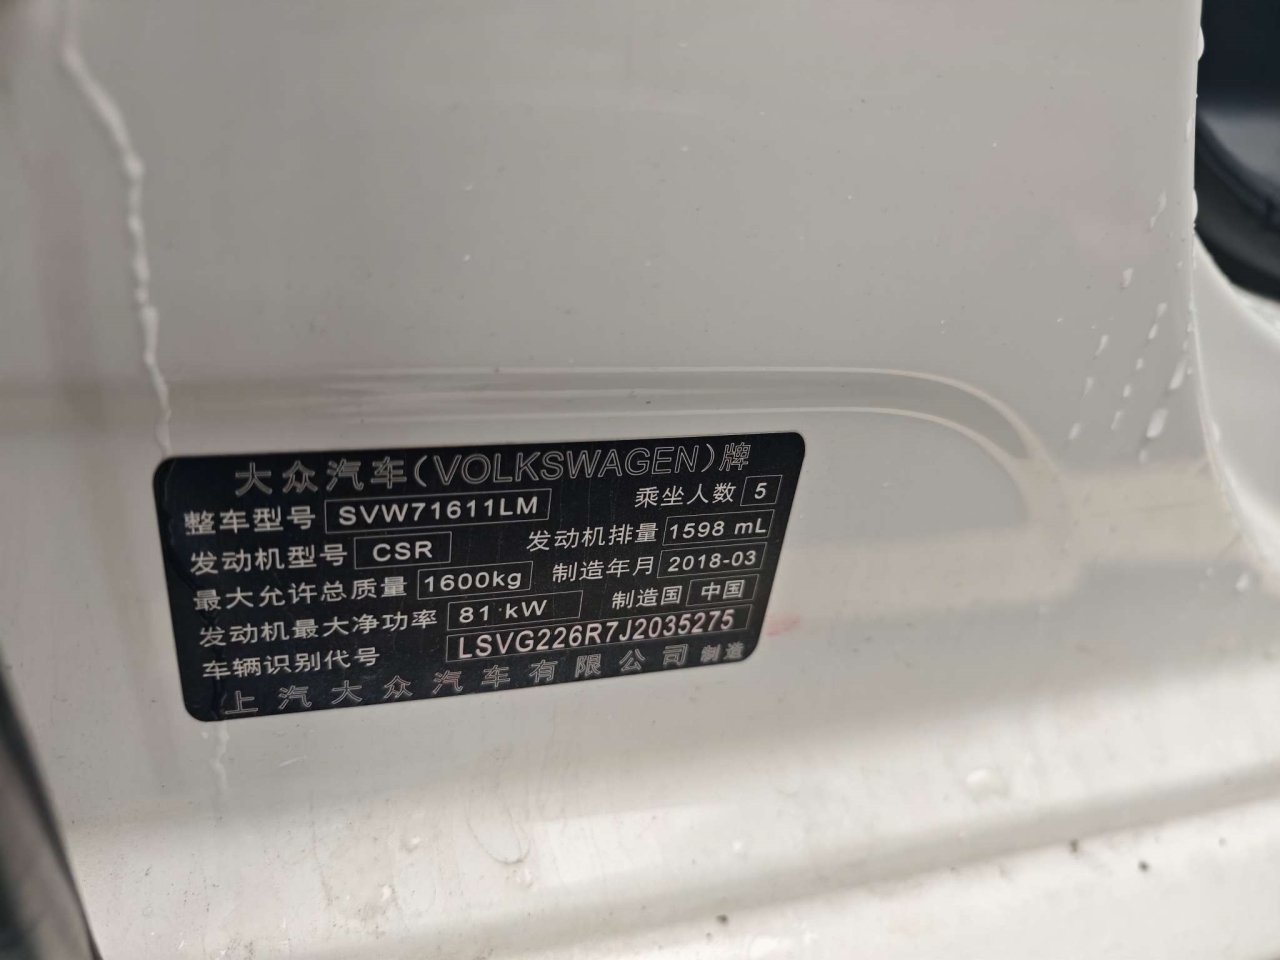 大众汽车(VOLKSWAGEN)牌
整车型号 SVW71611LM 乘坐人数 5
发动机型号 CSR 发动机排量 1598 mL
最大允许总质量 1600kg 制造年月 2018-03
发动机最大净功率 81 kW 制造国 中国
车辆识别代号 LSVG226R7J2035275
上汽大众汽车有限公司 制造